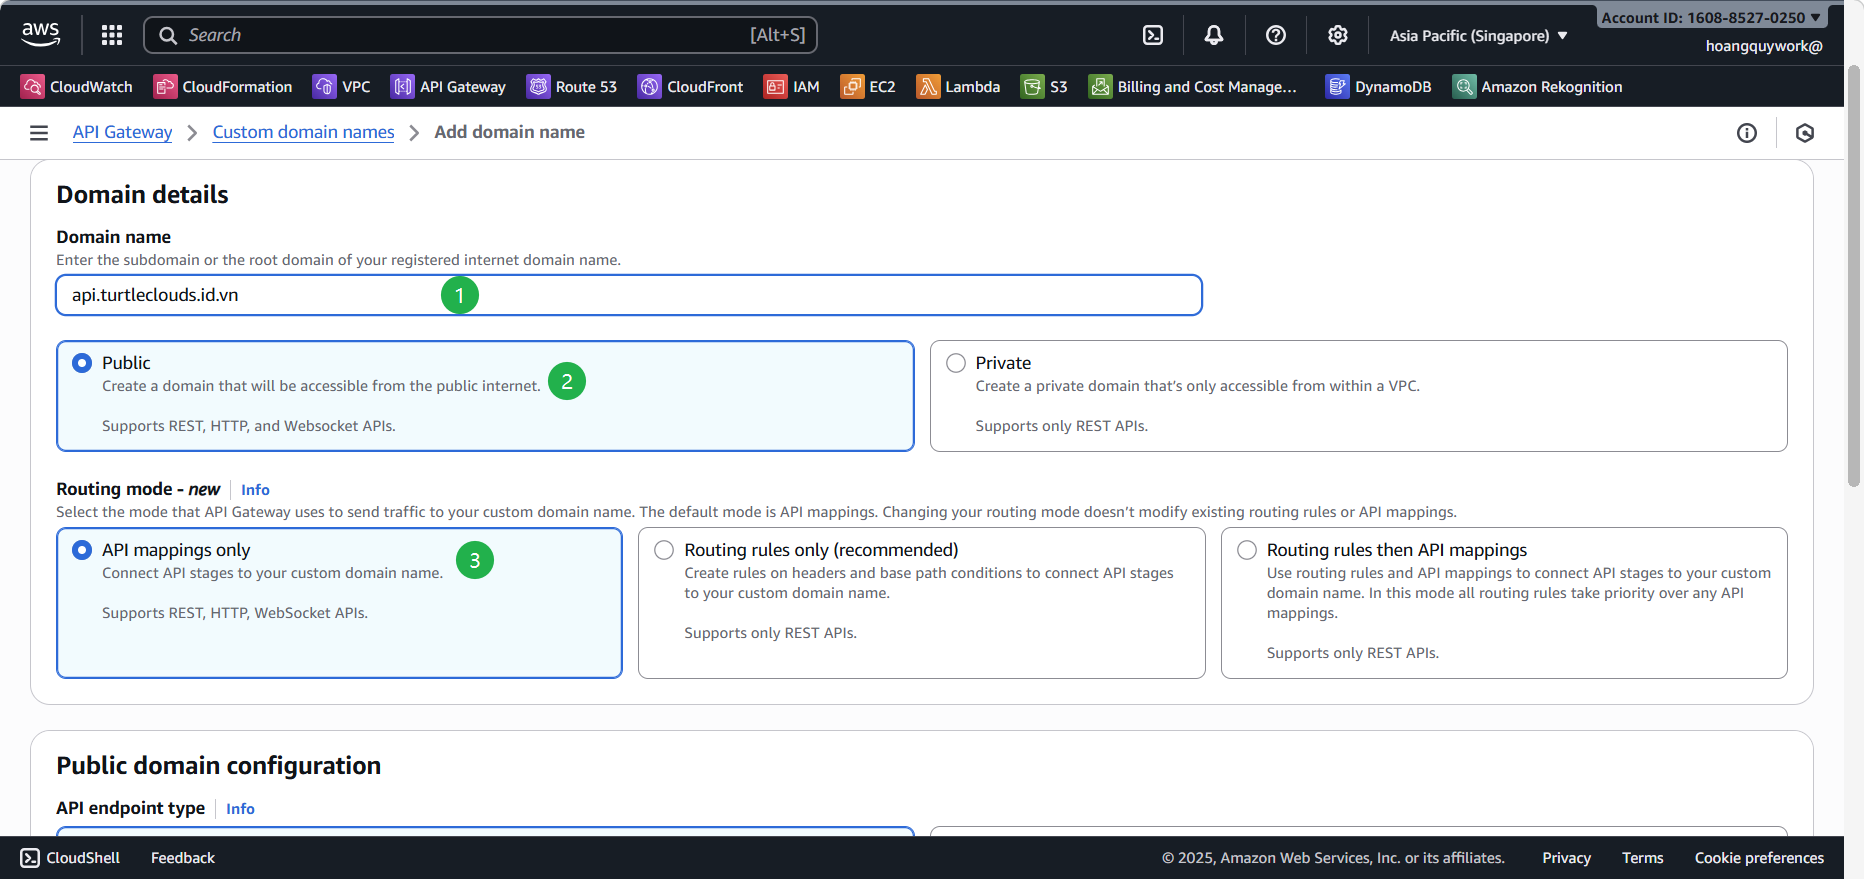 aws
Search [Alt+S]
Asia Pacific (Singapore) ▼
Account ID: 1608-8527-0250 ▼
hoangquywork@
CloudWatch CloudFormation VPC API Gateway Route 53 CloudFront IAM EC2 Lambda S3 Billing and Cost Manage... DynamoDB Amazon Rekognition
API Gateway > Custom domain names > Add domain name
Domain details
Domain name
Enter the subdomain or the root domain of your registered internet domain name.
api.turtleclouds.id.vn 1
Public
Create a domain that will be accessible from the public internet. 2
Supports REST, HTTP, and Websocket APIs.
Private
Create a private domain that's only accessible from within a VPC.
Supports only REST APIs.
Routing mode - new Info
Select the mode that API Gateway uses to send traffic to your custom domain name. The default mode is API mappings. Changing your routing mode doesn't modify existing routing rules or API mappings.
API mappings only
Connect API stages to your custom domain name. 3
Supports REST, HTTP, WebSocket APIs.
Routing rules only (recommended)
Create rules on headers and base path conditions to connect API stages
to your custom domain name.
Supports only REST APIs.
Routing rules then API mappings
Use routing rules and API mappings to connect API stages to your custom
domain name. In this mode all routing rules take priority over any API
mappings.
Supports only REST APIs.
Public domain configuration
API endpoint type Info
CloudShell Feedback © 2025, Amazon Web Services, Inc. or its affiliates. Privacy Terms Cookie preferences